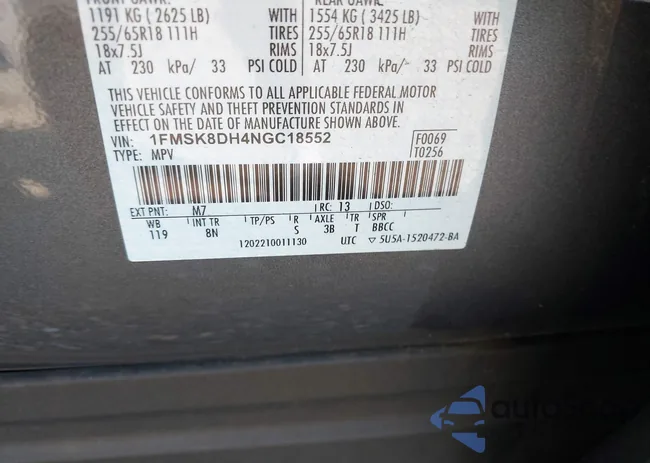 1191 KG ( 2625 LB) WITH 1554 KG ( 3425 LB) WITH
255/65R18 111H TIRES 255/65R18 111H TIRES
18x7.5J RIMS 18x7.5J RIMS
AT 230 kPa/ 33 PSI COLD AT 230 kPa/ 33 PSI COLD
THIS VEHICLE CONFORMS TO ALL APPLICABLE FEDERAL MOTOR
VEHICLE SAFETY AND THEFT PREVENTION STANDARDS IN
EFFECT ON THE DATE OF MANUFACTURE SHOWN ABOVE.
VIN: 1FMSK8DH4NGC18552 F0069
TYPE: MPV T0256
EXT PNT: M7 RC: 13 DSO:
WB INT TR TP/PS R AXLE TR SPR
119 8N S 3B T BBCC
1202210011130 UTC ▽ 5U5A-1520472-BA